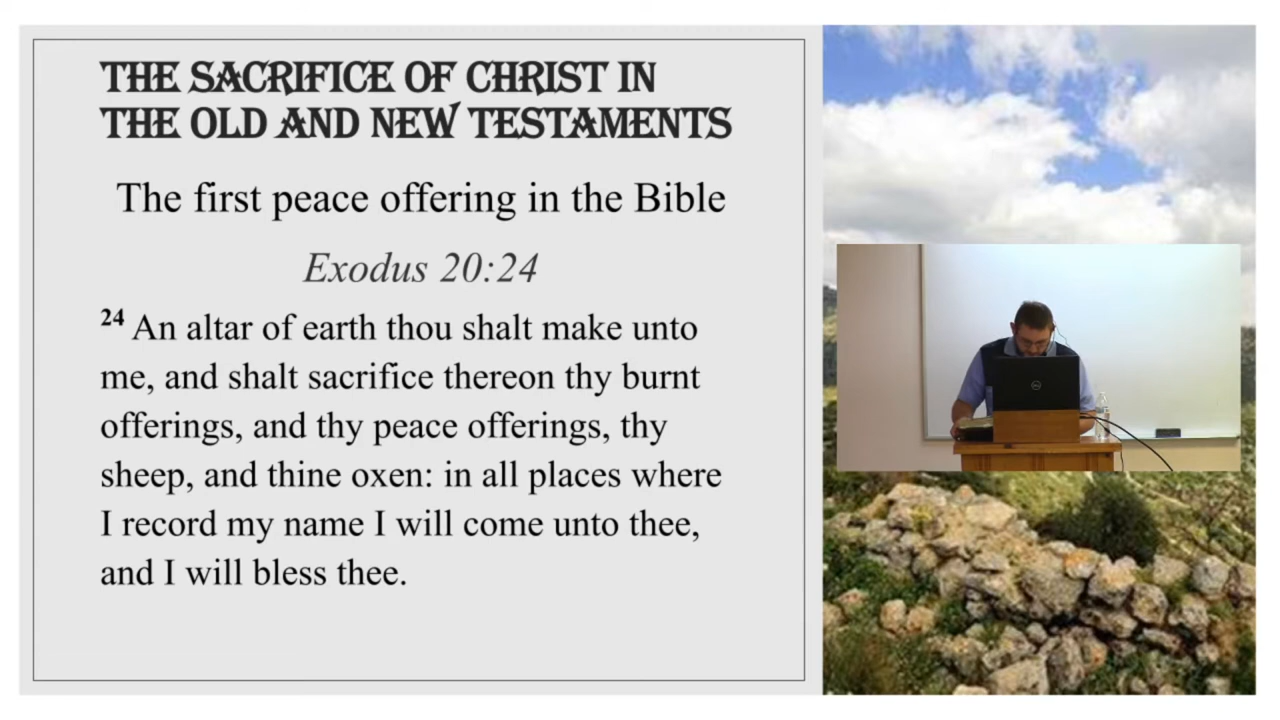 THE SACRIFICE OF CHRIST IN
THE OLD AND NEW TESTAMENTS
The first peace offering in the Bible
Exodus 20:24
24 An altar of earth thou shalt make unto
me, and shalt sacrifice thereon thy burnt
offerings, and thy peace offerings, thy
sheep, and thine oxen: in all places where
I record my name I will come unto thee,
and I will bless thee.